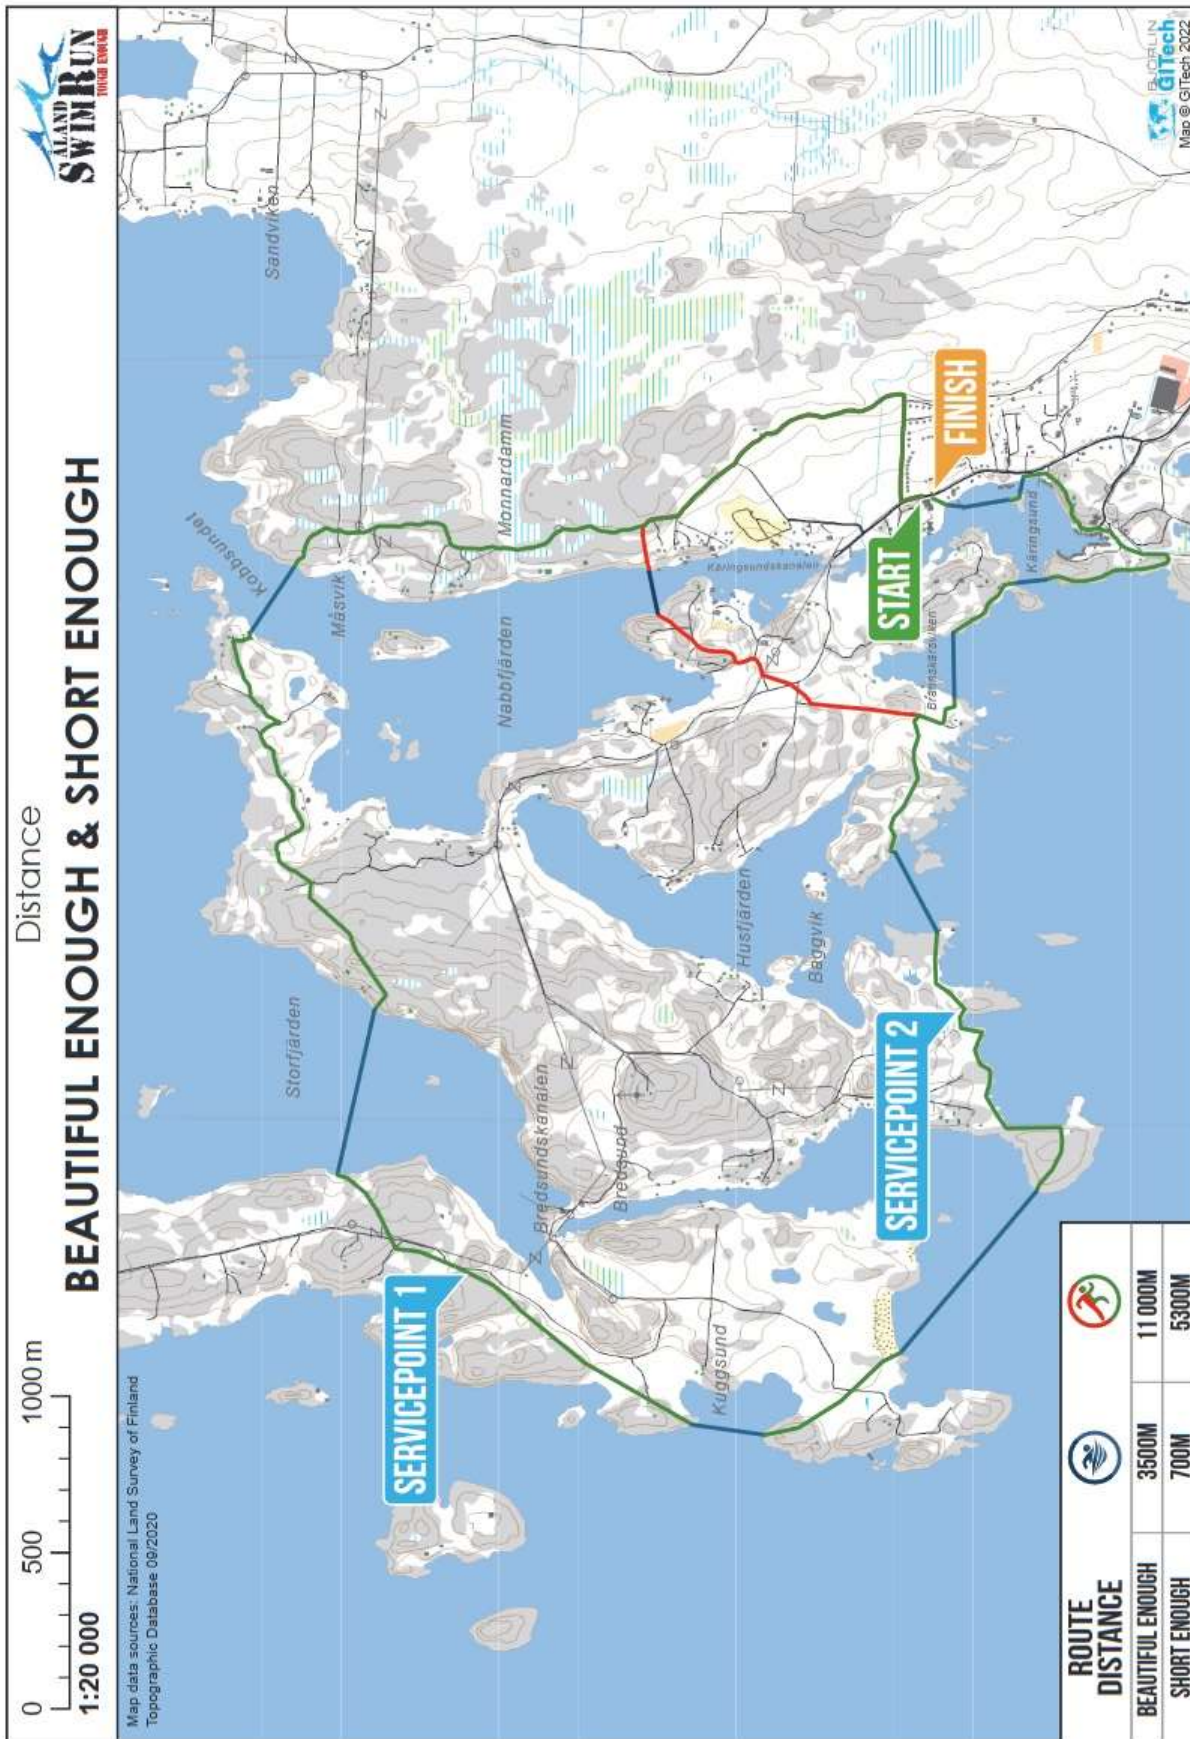 Distance
BEAUTIFUL ENOUGH & SHORT ENOUGH
0 500 1000 m
1:20 000
ÅLAND
SWIMRUN
TOUGH ENOUGH
Map data sources: National Land Survey of Finland
Topographic Database 09/2020
Sandviken
Kobbsundet
Måsvik
Storfjärden
Monnardamm
Nabbfjärden
SERVICEPOINT 1
Bredsundskanalen
Bredsund
Käringsundskanalen
Kuggsund
Husfjärden
Baggvik
START
FINISH
Brännskärsviken
SERVICEPOINT 2
Käringsund
ROUTE
DISTANCE
BEAUTIFUL ENOUGH 3500M 11 000M
SHORT ENOUGH 700M 5300M
BJÖRLIN
GITech
Map © GITech 2022